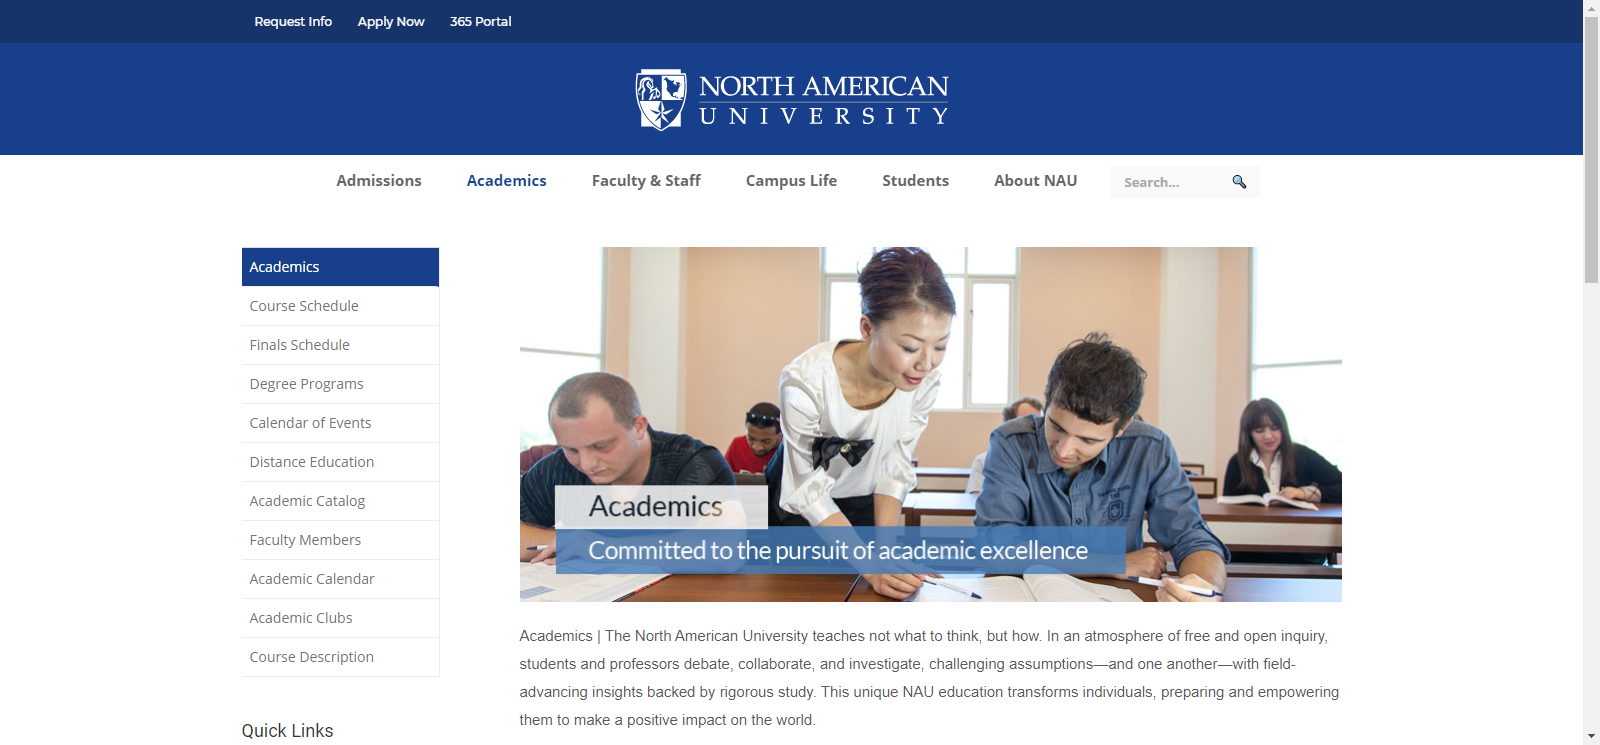 Request Info
Apply Now
365 Portal
NORTH AMERICAN
UNIVERSITY
Admissions
Academics
Faculty & Staff
Campus Life
Students
About NAU
Search...
Academics
Course Schedule
Finals Schedule
Degree Programs
Calendar of Events
Distance Education
Academic Catalog
Faculty Members
Academic Calendar
Academic Clubs
Course Description
Quick Links
Academics
Committed to the pursuit of academic excellence
Academics | The North American University teaches not what to think, but how. In an atmosphere of free and open inquiry,
students and professors debate, collaborate, and investigate, challenging assumptions—and one another—with field-
advancing insights backed by rigorous study. This unique NAU education transforms individuals, preparing and empowering
them to make a positive impact on the world.